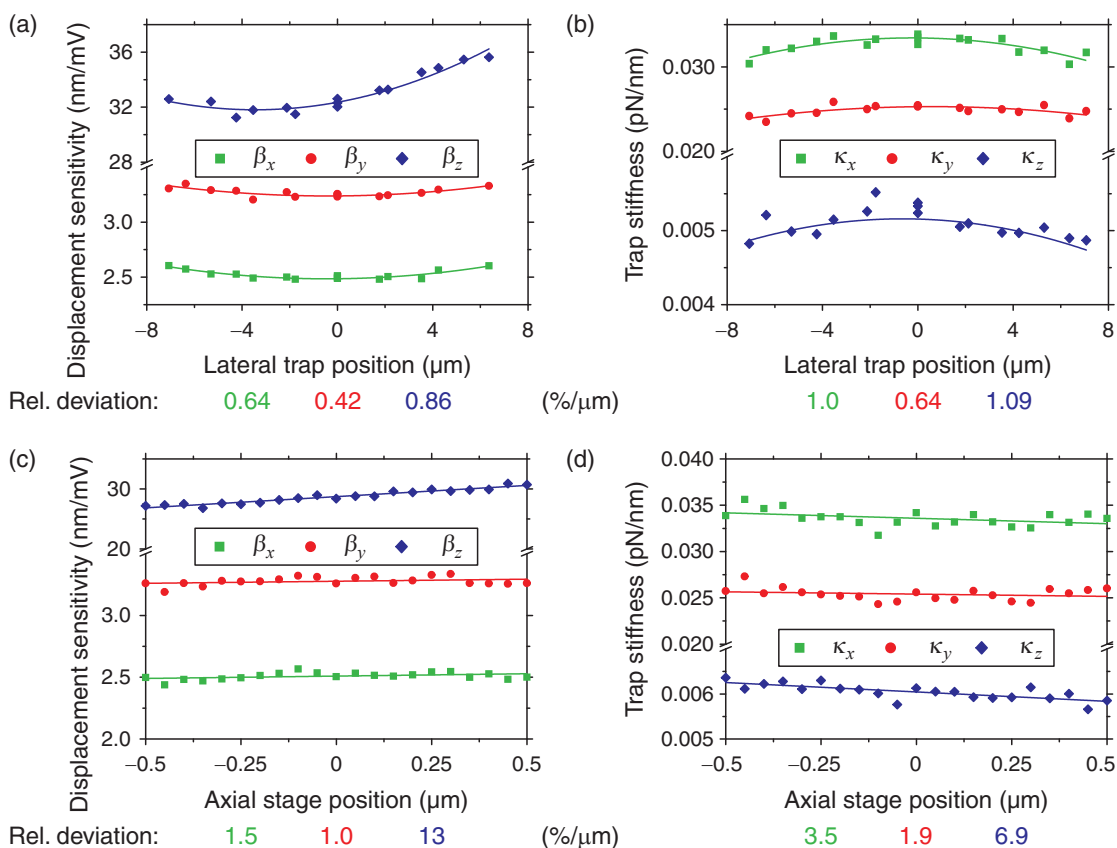 (a)
Displacement sensitivity (nm/mV)
36
32
28
βx βy βz
3.5
3.0
2.5
−8 −4 0 4 8
Lateral trap position (µm)
(b)
Trap stiffness (pN/nm)
0.030
0.020
κx κy κz
0.005
0.004
−8 −4 0 4 8
Lateral trap position (µm)
Rel. deviation: 0.64 0.42 0.86 (%/µm) 1.0 0.64 1.09
(c)
Displacement sensitivity (nm/mV)
30
20
βx βy βz
3.5
3.0
2.5
2.0
−0.5 −0.25 0 0.25 0.5
Axial stage position (µm)
(d)
Trap stiffness (pN/nm)
0.040
0.035
0.030
0.025
0.020
κx κy κz
0.006
0.005
−0.5 −0.25 0 0.25 0.5
Axial stage position (µm)
Rel. deviation: 1.5 1.0 13 (%/µm) 3.5 1.9 6.9